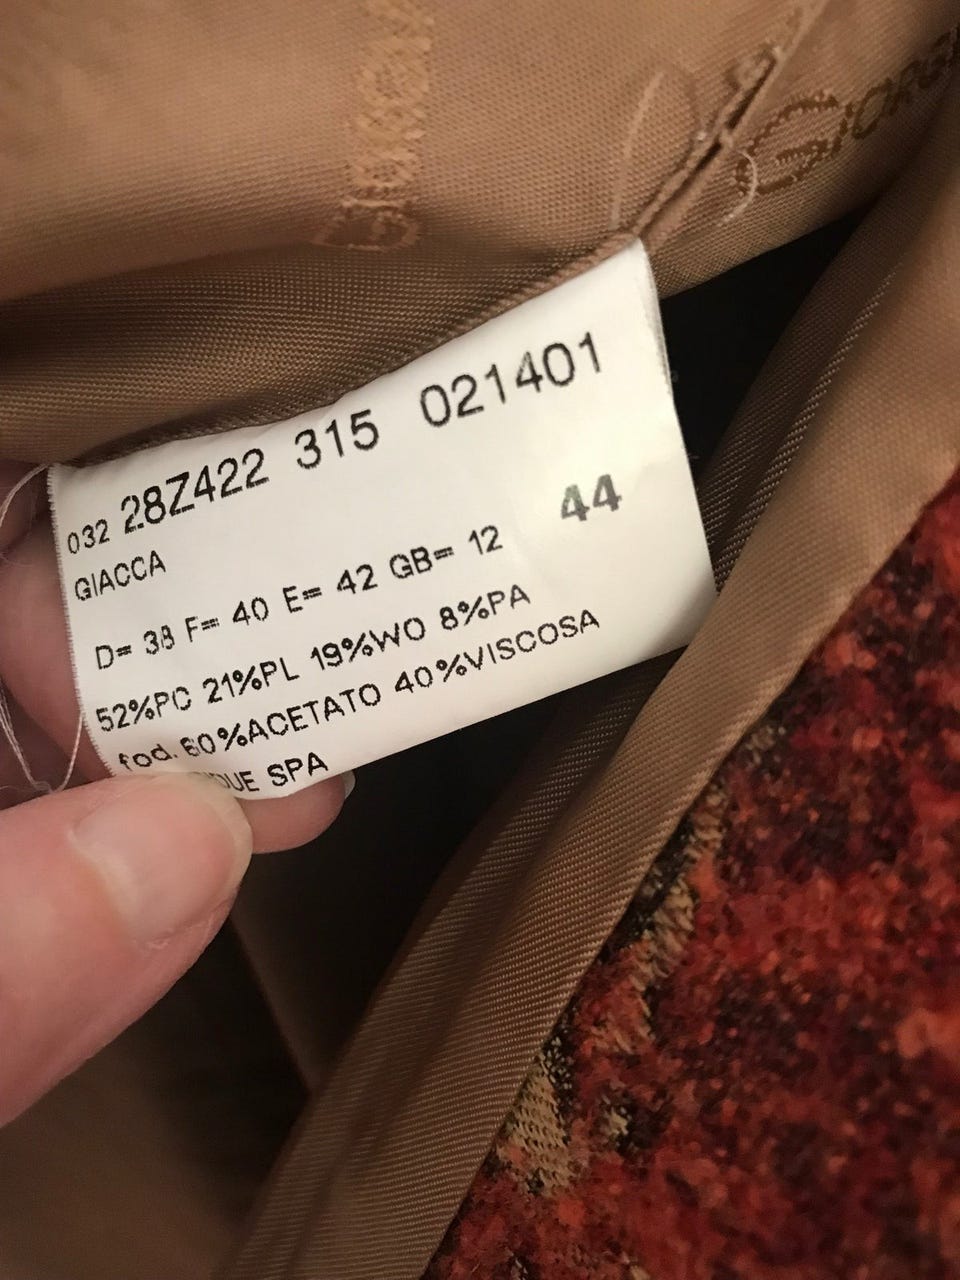 032 28Z422 315 021401
GIACCA 44
D= 38 F= 40 E= 42 GB= 12
52%PC 21%PL 19%WO 8%PA
fod. 60%ACETATO 40%VISCOSA
SPA